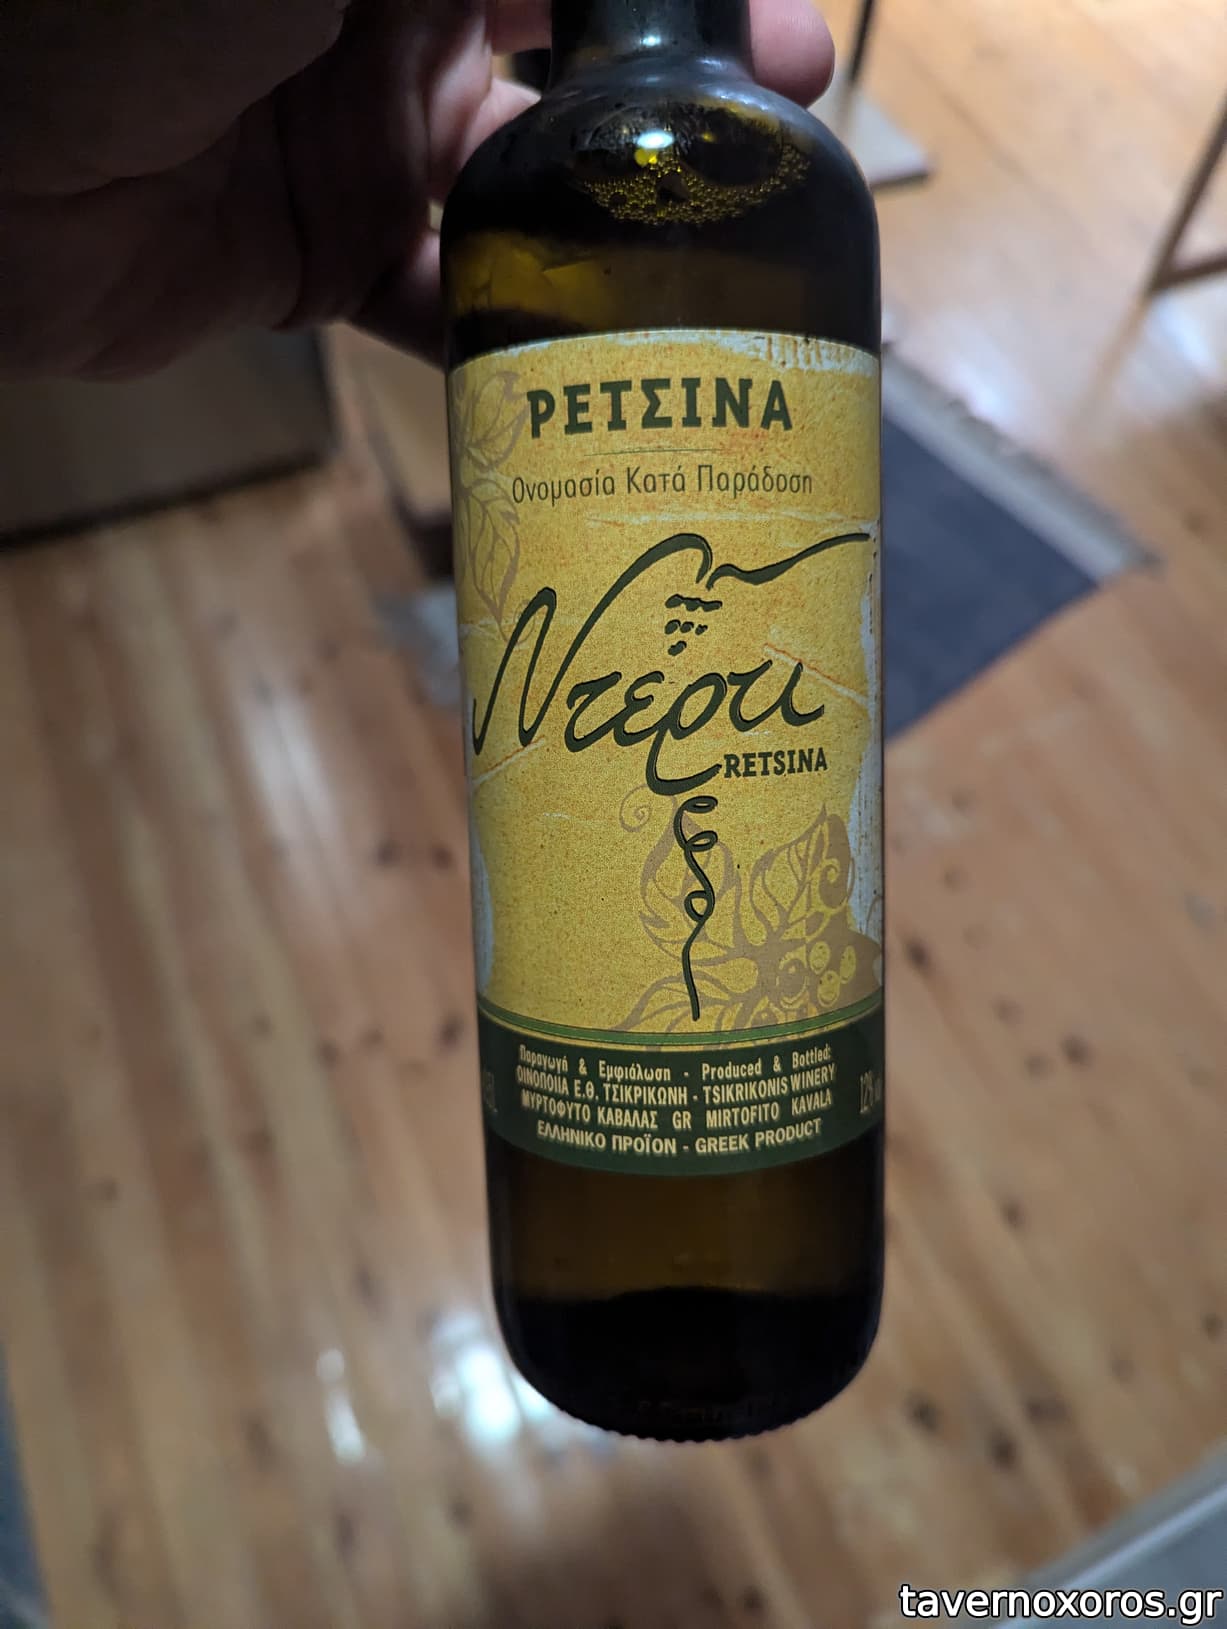 ΡΕΤΣΙΝΑ
Ονομασία Κατά Παράδοση
Ντέρτι
RETSINA
Παραγωγή & Εμφιάλωση - Produced & Bottled:
ΟΙΝΟΠΟΙΙΑ Ε.Θ. ΤΣΙΚΡΙΚΩΝΗ - TSIKRIKONIS WINERY
ΜΥΡΤΟΦΥΤΟ ΚΑΒΑΛΑΣ GR MIRTOFITO KAVALA
ΕΛΛΗΝΙΚΟ ΠΡΟΪΟΝ - GREEK PRODUCT
12%
tavernoxoros.gr